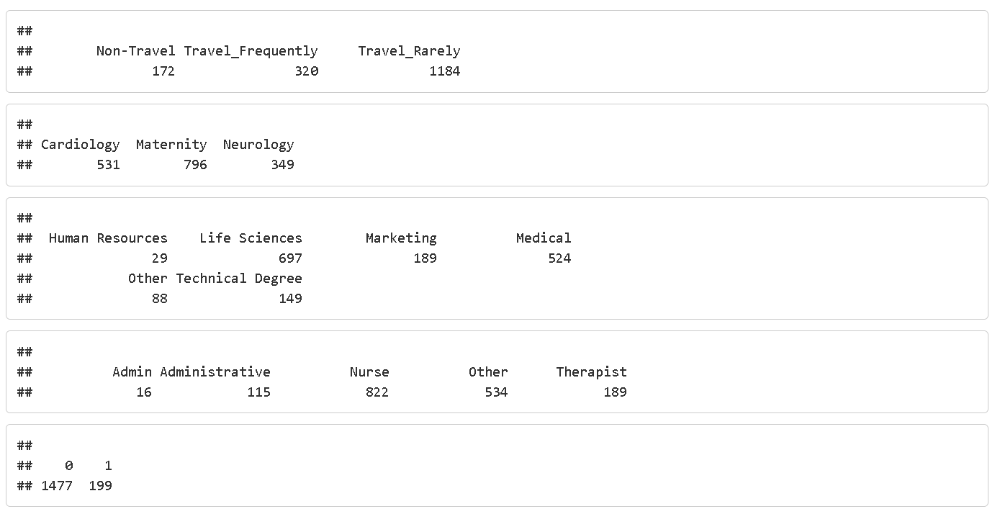 ##
##        Non-Travel Travel_Frequently     Travel_Rarely
##               172               320              1184
##
## Cardiology  Maternity  Neurology
##        531        796        349
##
##  Human Resources    Life Sciences        Marketing          Medical
##               29              697              189              524
##            Other Technical Degree
##               88              149
##
##          Admin Administrative          Nurse          Other      Therapist
##             16            115            822            534            189
##
##    0    1
## 1477  199